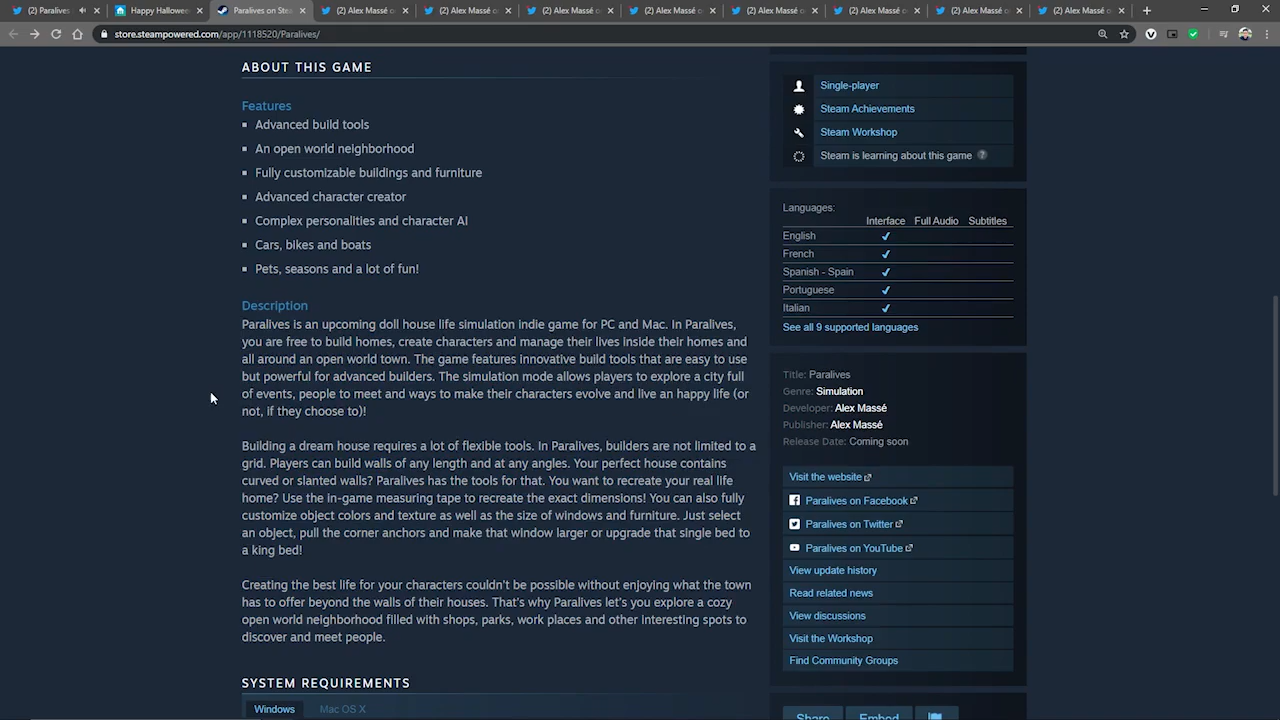 (2) Paralives
Happy Hallowe
Paralives on Ste
(2) Alex Massé o
(2) Alex Massé o
(2) Alex Massé o
(2) Alex Massé o
(2) Alex Massé o
(2) Alex Massé o
(2) Alex Massé o
(2) Alex Massé o
store.steampowered.com/app/1118520/Paralives/
ABOUT THIS GAME
Features
Advanced build tools
An open world neighborhood
Fully customizable buildings and furniture
Advanced character creator
Complex personalities and character AI
Cars, bikes and boats
Pets, seasons and a lot of fun!
Description
Paralives is an upcoming doll house life simulation indie game for PC and Mac. In Paralives,
you are free to build homes, create characters and manage their lives inside their homes and
all around an open world town. The game features innovative build tools that are easy to use
but powerful for advanced builders. The simulation mode allows players to explore a city full
of events, people to meet and ways to make their characters evolve and live an happy life (or
not, if they choose to)!
Building a dream house requires a lot of flexible tools. In Paralives, builders are not limited to a
grid. Players can build walls of any length and at any angles. Your perfect house contains
curved or slanted walls? Paralives has the tools for that. You want to recreate your real life
home? Use the in-game measuring tape to recreate the exact dimensions! You can also fully
customize object colors and texture as well as the size of windows and furniture. Just select
an object, pull the corner anchors and make that window larger or upgrade that single bed to
a king bed!
Creating the best life for your characters couldn't be possible without enjoying what the town
has to offer beyond the walls of their houses. That's why Paralives let's you explore a cozy
open world neighborhood filled with shops, parks, work places and other interesting spots to
discover and meet people.
SYSTEM REQUIREMENTS
Windows Mac OS X
Single-player
Steam Achievements
Steam Workshop
Steam is learning about this game ?
Languages:
Interface Full Audio Subtitles
English ✔
French ✔
Spanish - Spain ✔
Portuguese ✔
Italian ✔
See all 9 supported languages
Title: Paralives
Genre: Simulation
Developer: Alex Massé
Publisher: Alex Massé
Release Date: Coming soon
Visit the website
Paralives on Facebook
Paralives on Twitter
Paralives on YouTube
View update history
Read related news
View discussions
Visit the Workshop
Find Community Groups
Share Embed